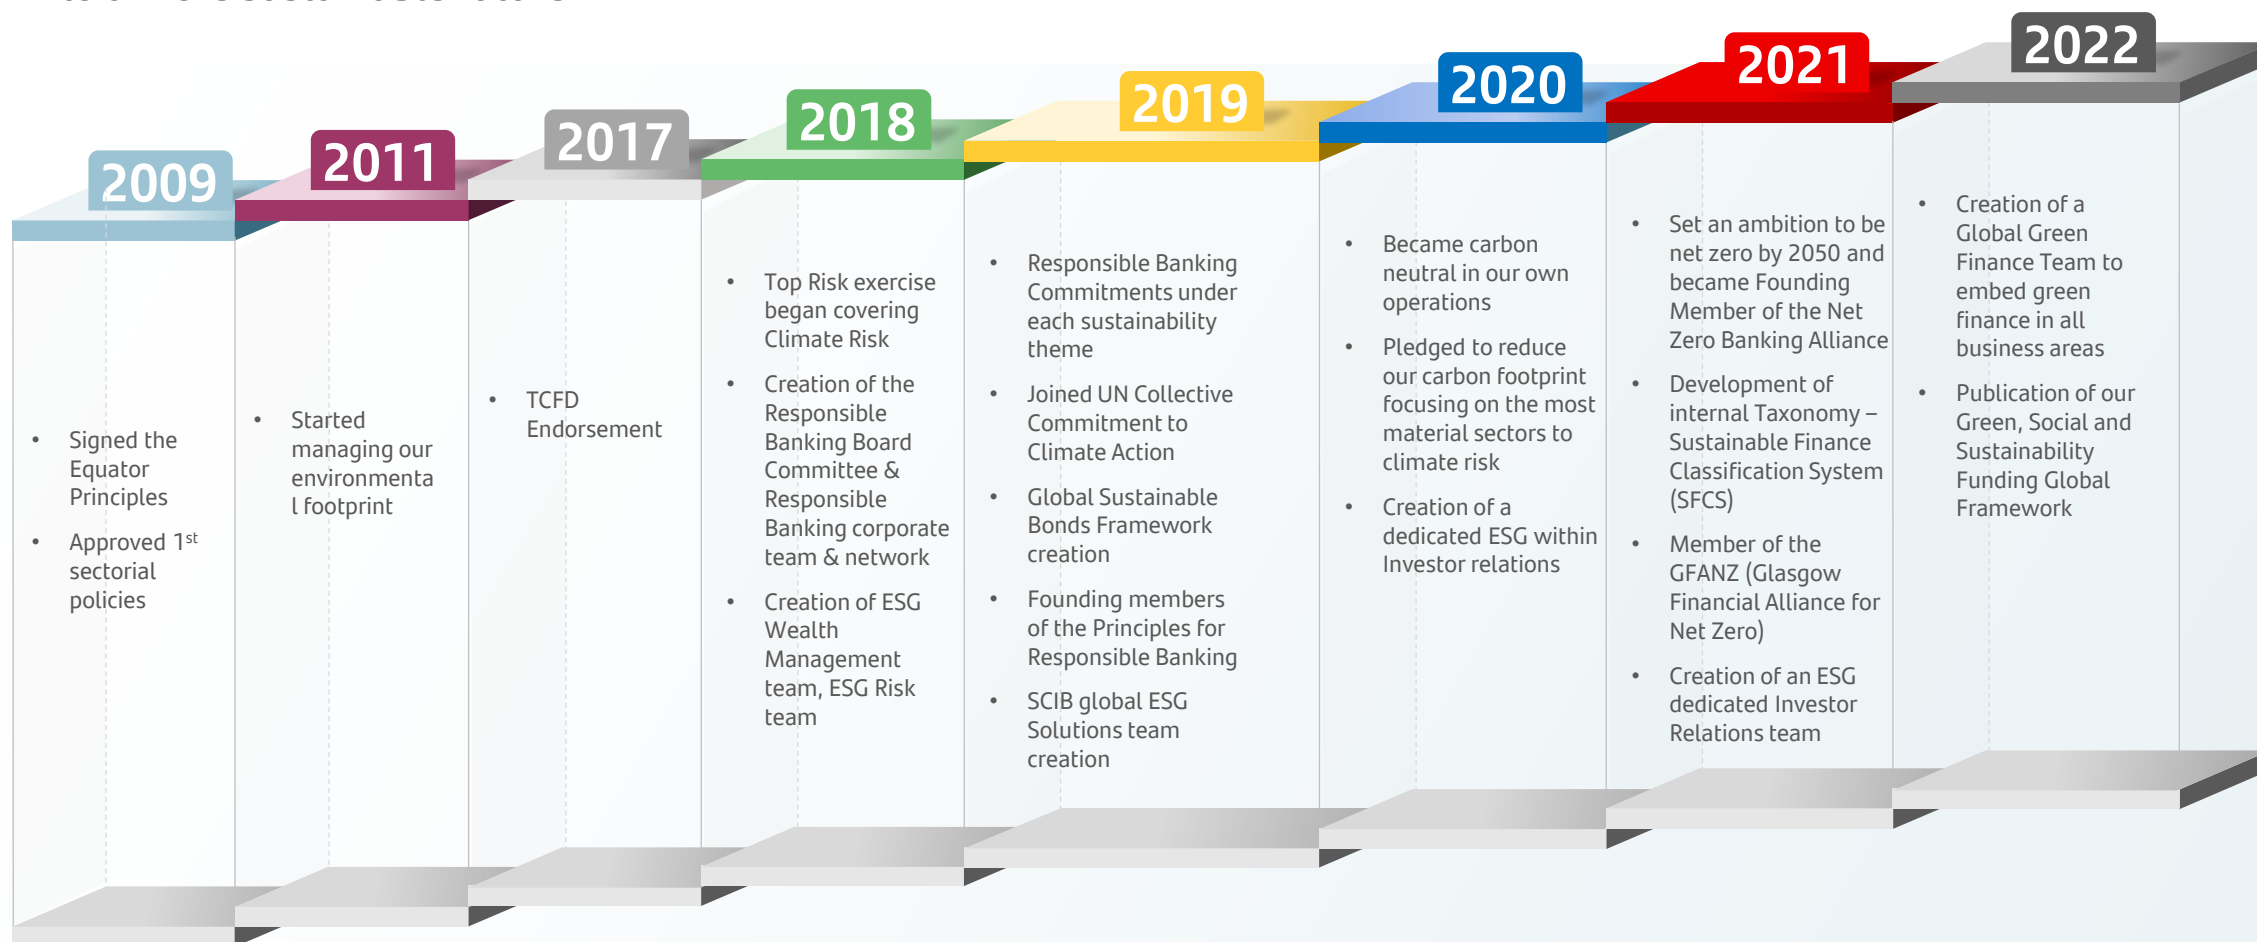 2009
Signed the
Equator
Principles
Approved 1st
sectorial
policies
2011
Started
managing our
environmenta
l footprint
2017
TCFD
Endorsement
2018
Top Risk exercise
began covering
Climate Risk
Creation of the
Responsible
Banking Board
Committee &
Responsible
Banking corporate
team & network
Creation of ESG
Wealth
Management
team, ESG Risk
team
2019
Responsible Banking
Commitments under
each sustainability
theme
Joined UN Collective
Commitment to
Climate Action
Global Sustainable
Bonds Framework
creation
Founding members
of the Principles for
Responsible Banking
SCIB global ESG
Solutions team
creation
2020
Became carbon
neutral in our own
operations
Pledged to reduce
our carbon footprint
focusing on the most
material sectors to
climate risk
Creation of a
dedicated ESG within
Investor relations
2021
Set an ambition to be
net zero by 2050 and
became Founding
Member of the Net
Zero Banking Alliance
Development of
internal Taxonomy –
Sustainable Finance
Classification System
(SFCS)
Member of the
GFANZ (Glasgow
Financial Alliance for
Net Zero)
Creation of an ESG
dedicated Investor
Relations team
2022
Creation of a
Global Green
Finance Team to
embed green
finance in all
business areas
Publication of our
Green, Social and
Sustainability
Funding Global
Framework